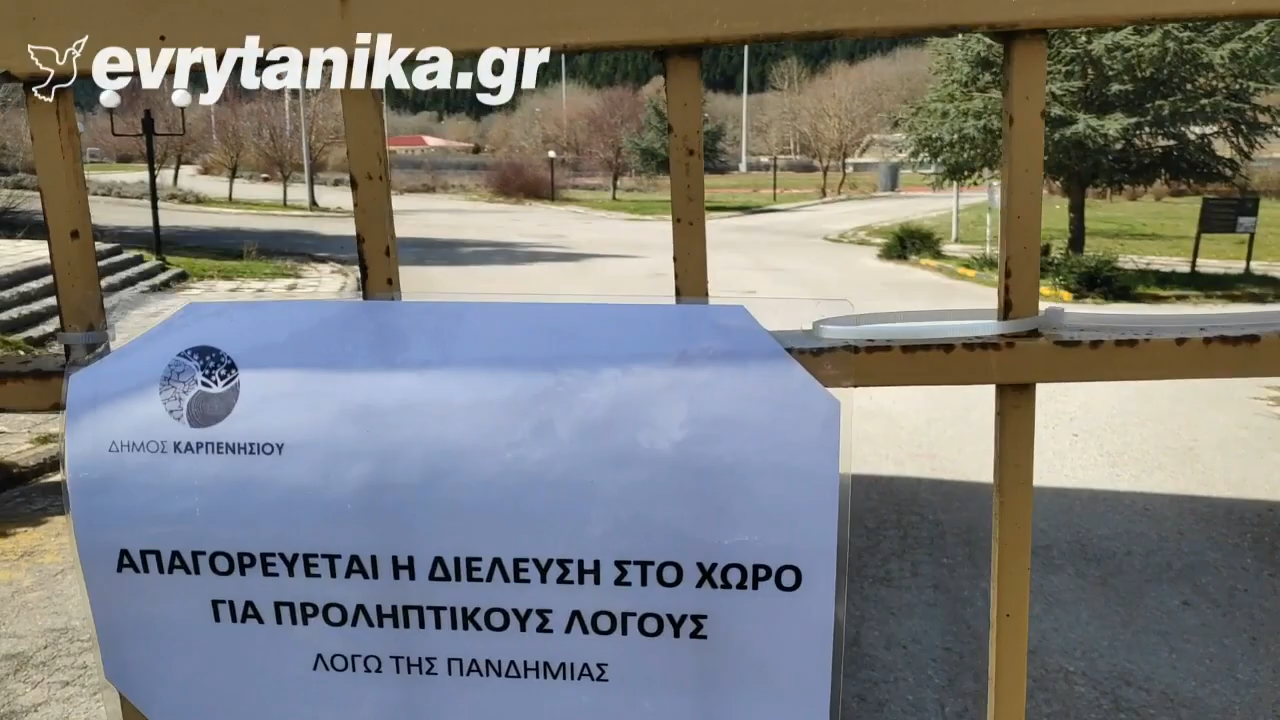 evrytanika.gr
ΔΗΜΟΣ ΚΑΡΠΕΝΗΣΙΟΥ
ΑΠΑΓΟΡΕΥΕΤΑΙ Η ΔΙΕΛΕΥΣΗ ΣΤΟ ΧΩΡΟ
ΓΙΑ ΠΡΟΛΗΠΤΙΚΟΥΣ ΛΟΓΟΥΣ
ΛΟΓΩ ΤΗΣ ΠΑΝΔΗΜΙΑΣ